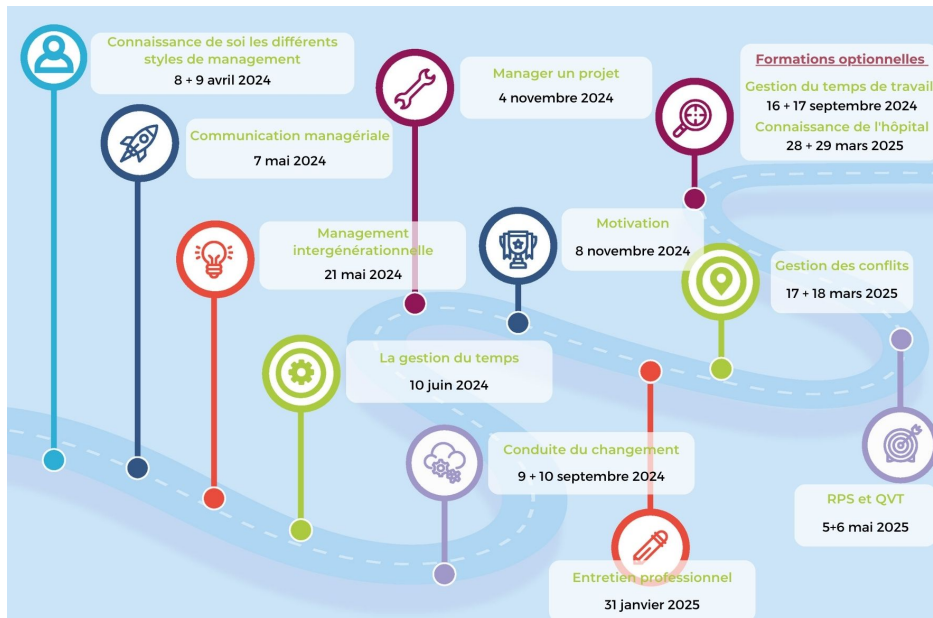 Connaissance de soi les différents
styles de management
8 + 9 avril 2024
Communication managériale
7 mai 2024
Management
intergénérationnelle
21 mai 2024
La gestion du temps
10 juin 2024
Conduite du changement
9 + 10 septembre 2024
Manager un projet
4 novembre 2024
Motivation
8 novembre 2024
Entretien professionnel
31 janvier 2025
Gestion des conflits
17 + 18 mars 2025
RPS et QVT
5+6 mai 2025
Formations optionnelles
Gestion du temps de travail
16 + 17 septembre 2024
Connaissance de l'hôpital
28 + 29 mars 2025